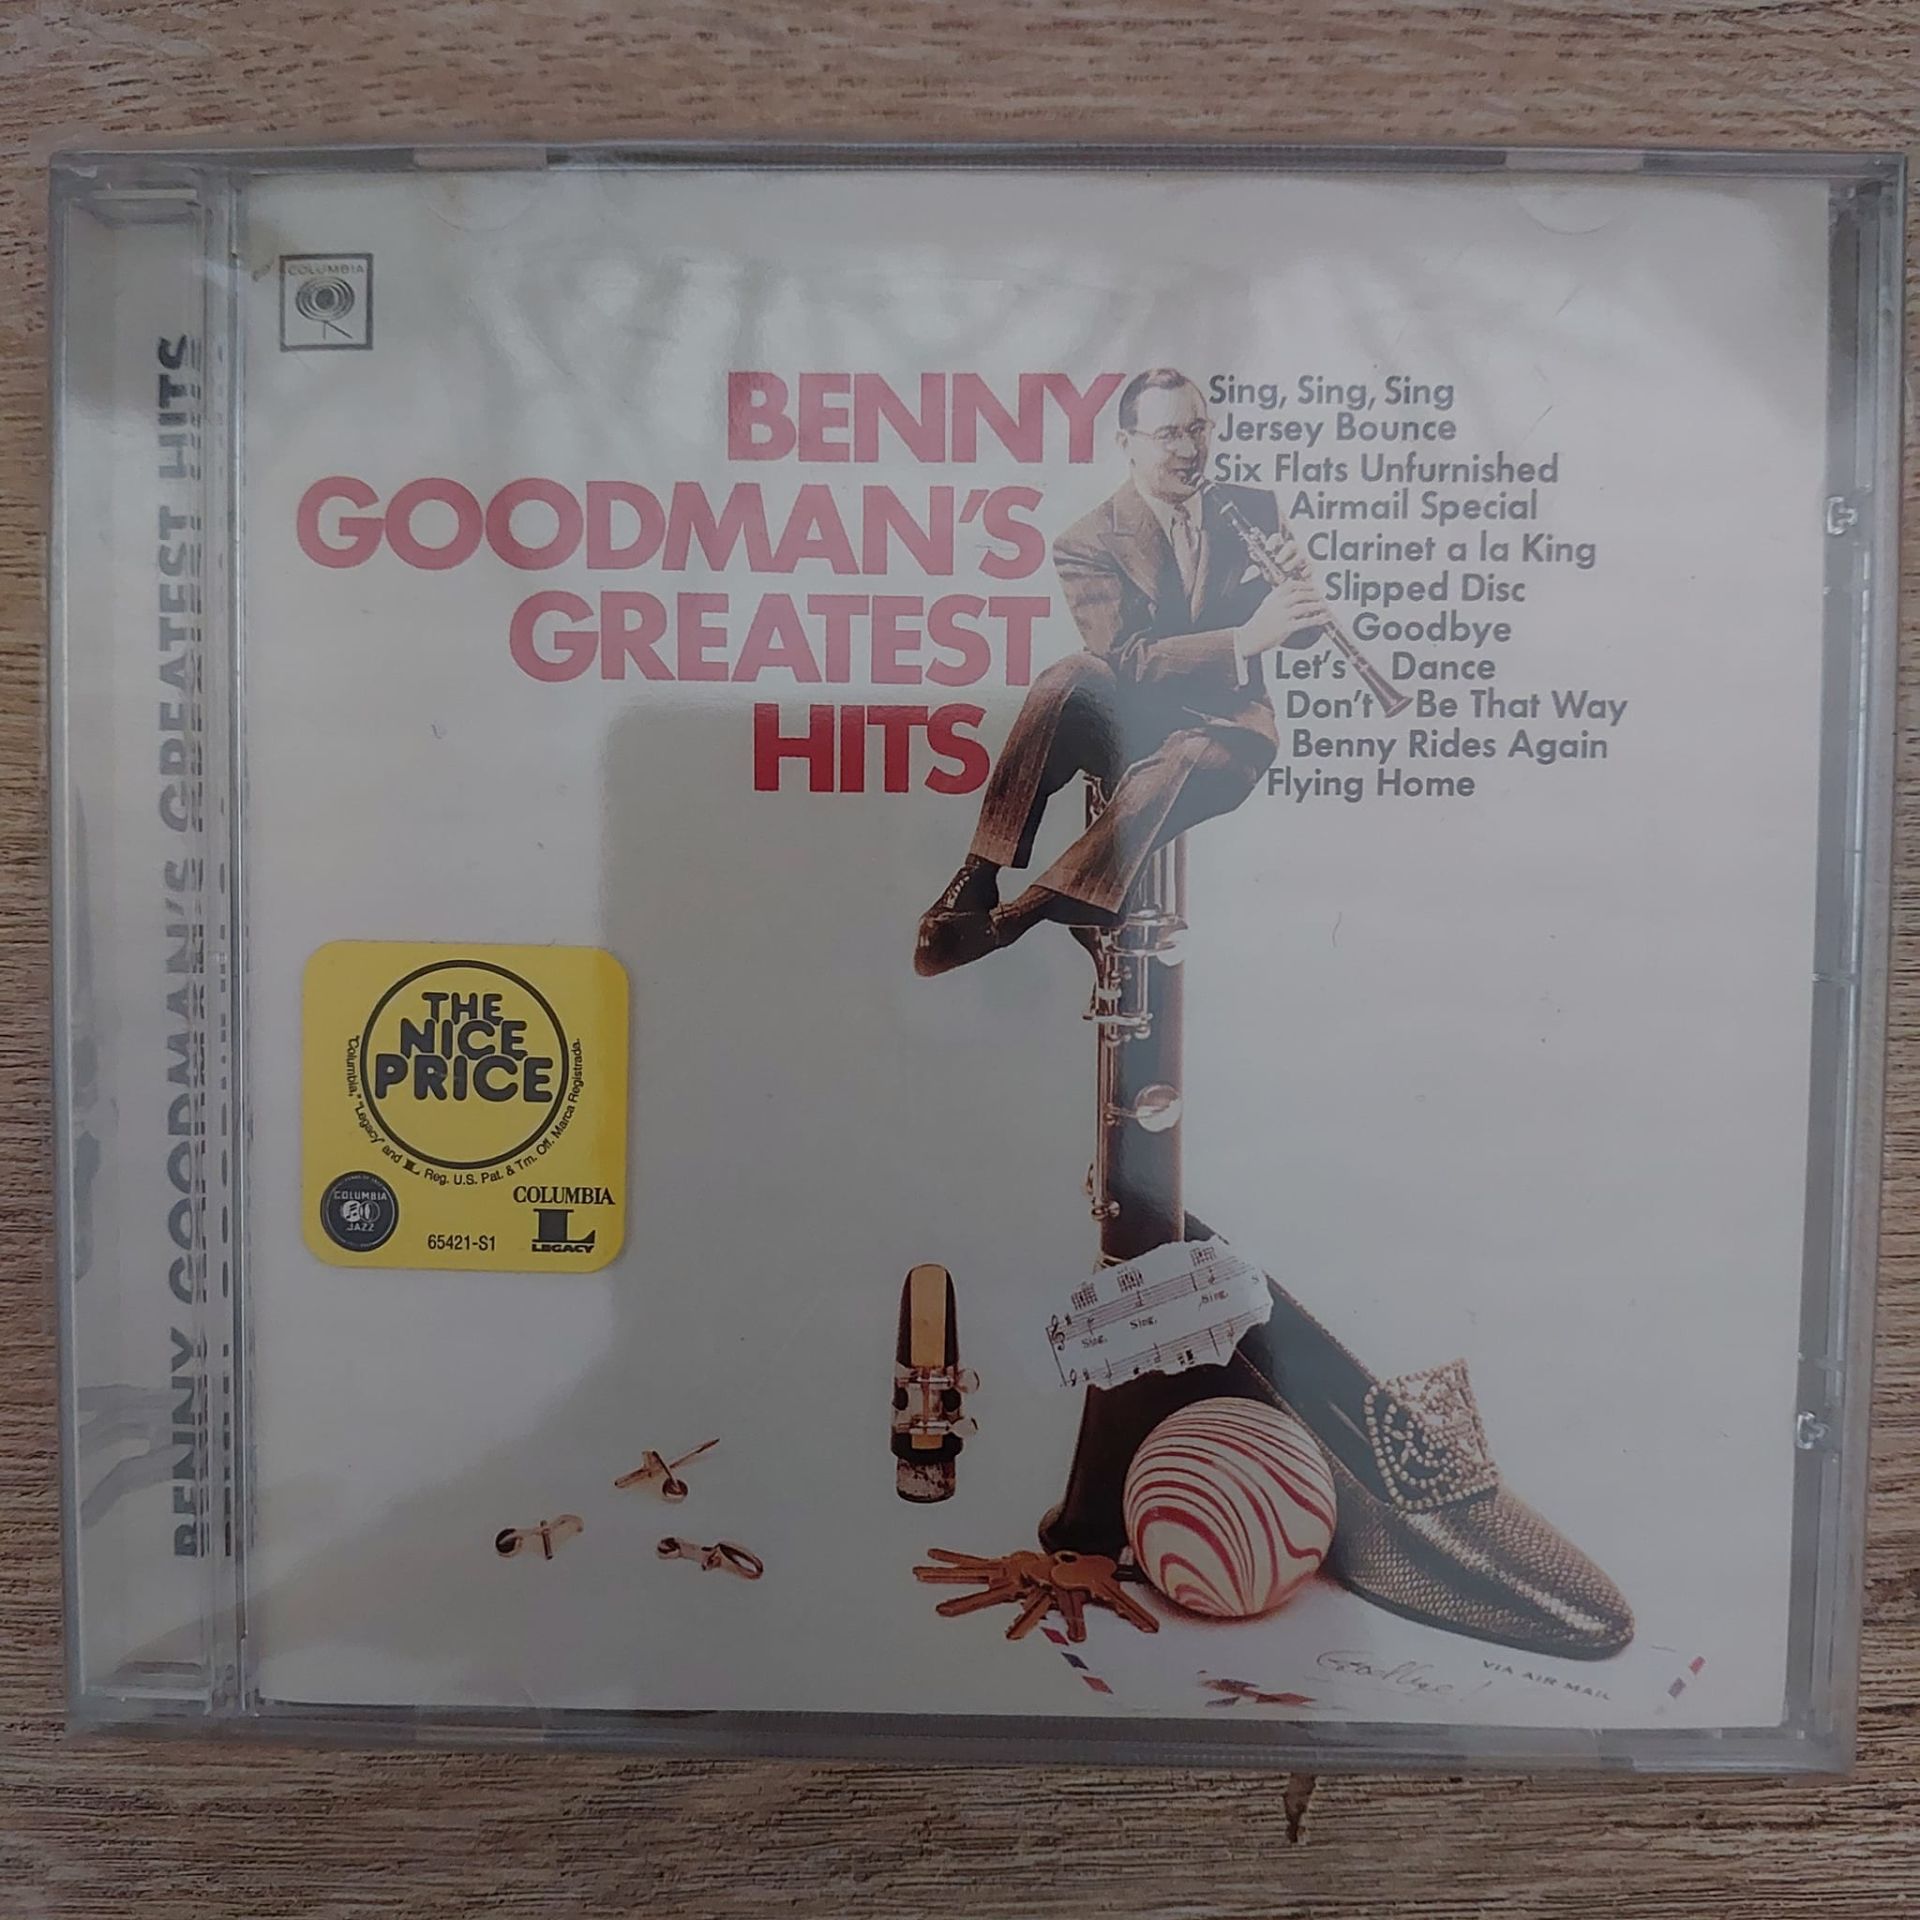 COLUMBIA
BENNY GOODMAN'S GREATEST HITS
BENNY
GOODMAN'S
GREATEST
HITS
Sing, Sing, Sing
Jersey Bounce
Six Flats Unfurnished
Airmail Special
Clarinet a la King
Slipped Disc
Goodbye
Let's Dance
Don't Be That Way
Benny Rides Again
Flying Home
THE
NICE
PRICE
"Columbia," "Legacy" and L Reg. U.S. Pat. & Tm. Off. Marca Registrada.
COLUMBIA
JAZZ
65421-S1
COLUMBIA
L
LEGACY
Sing, Sing, Sing.
Goodbye!
VIA AIR MAIL